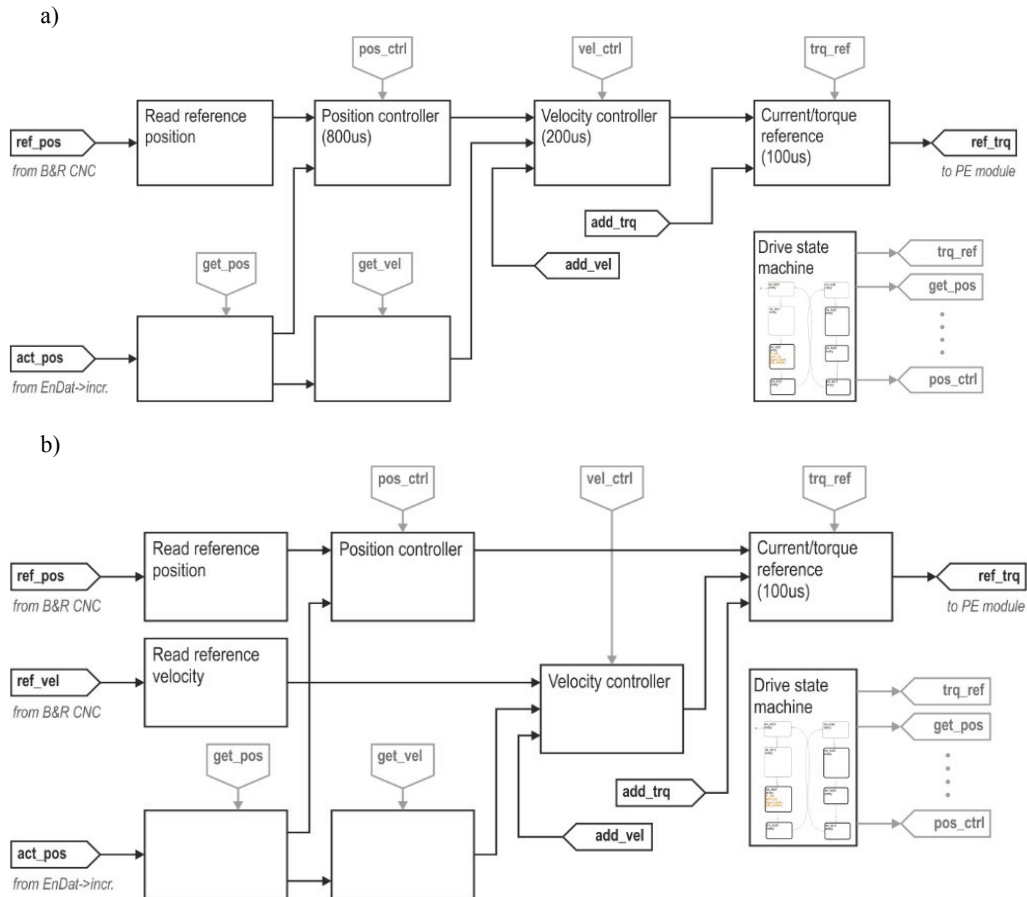 a)
pos_ctrl
vel_ctrl
trq_ref
Read reference
position
Position controller
(800us)
Velocity controller
(200us)
Current/torque
reference
(100us)
ref_pos
from B&R CNC
ref_trq
to PE module
add_trq
add_vel
get_pos
get_vel
Drive state
machine
trq_ref
get_pos
pos_ctrl
act_pos
from EnDat->incr.
b)
pos_ctrl
vel_ctrl
trq_ref
Read reference
position
Position controller
Current/torque
reference
(100us)
ref_pos
from B&R CNC
ref_trq
to PE module
Read reference
velocity
ref_vel
from B&R CNC
Velocity controller
Drive state
machine
trq_ref
get_pos
pos_ctrl
get_pos
get_vel
add_trq
add_vel
act_pos
from EnDat->incr.